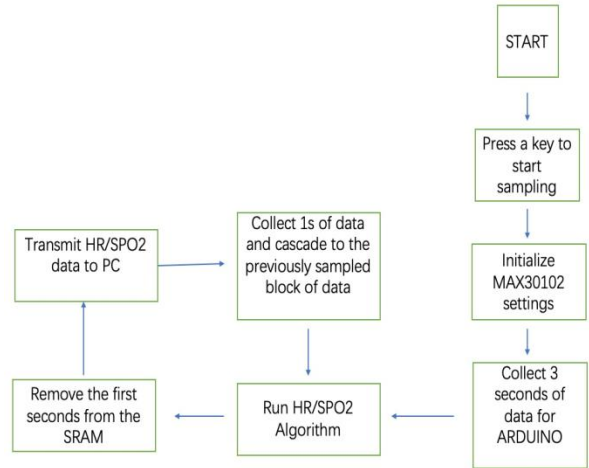 START
Press a key to
start
sampling
Initialize
MAX30102
settings
Collect 3
seconds of
data for
ARDUINO
Run HR/SPO2
Algorithm
Remove the first
seconds from the
SRAM
Transmit HR/SPO2
data to PC
Collect 1s of data
and cascade to the
previously sampled
block of data